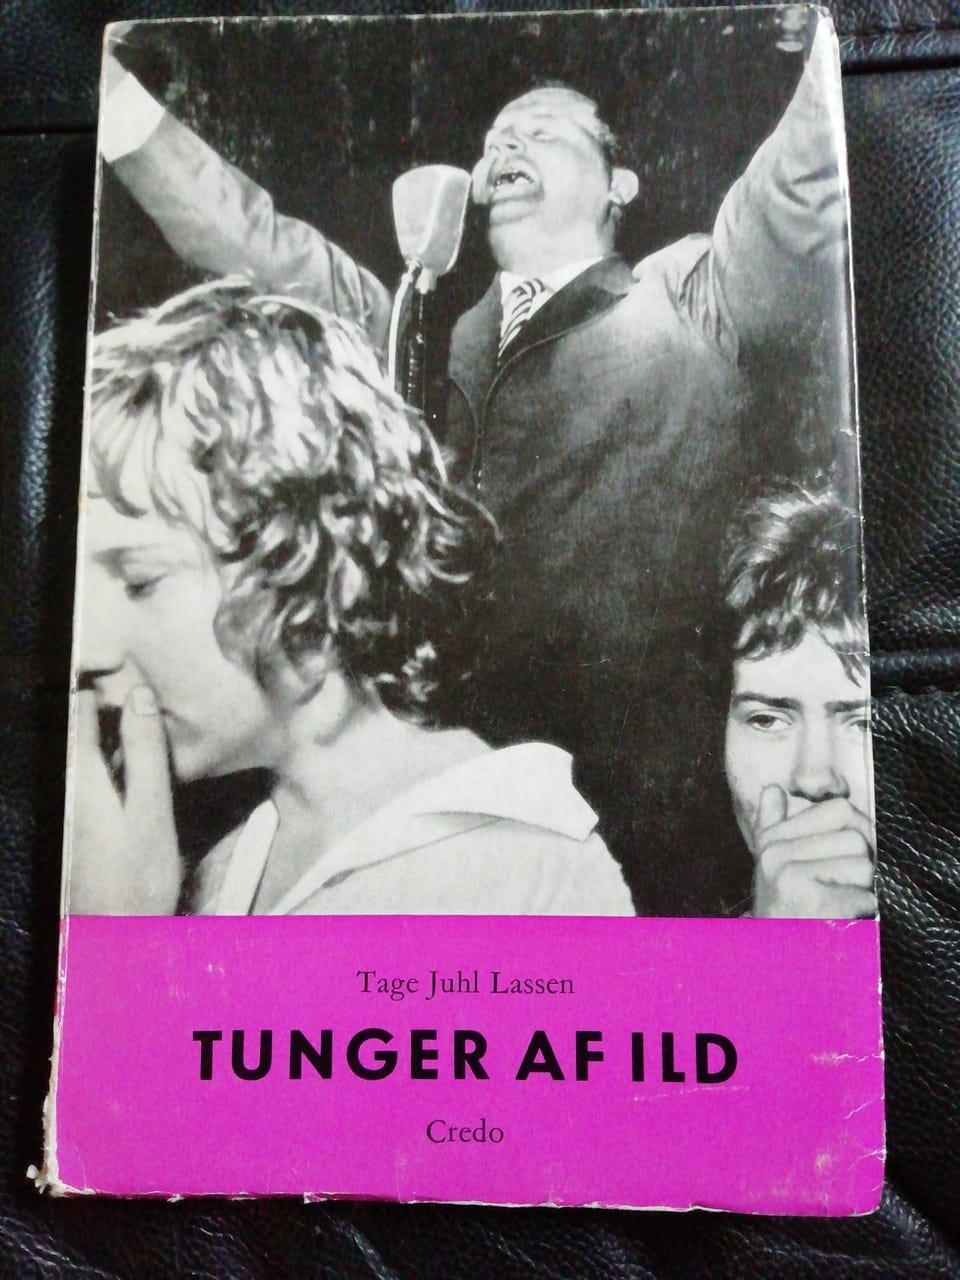 Tage Juhl Lassen
TUNGER AF ILD
Credo